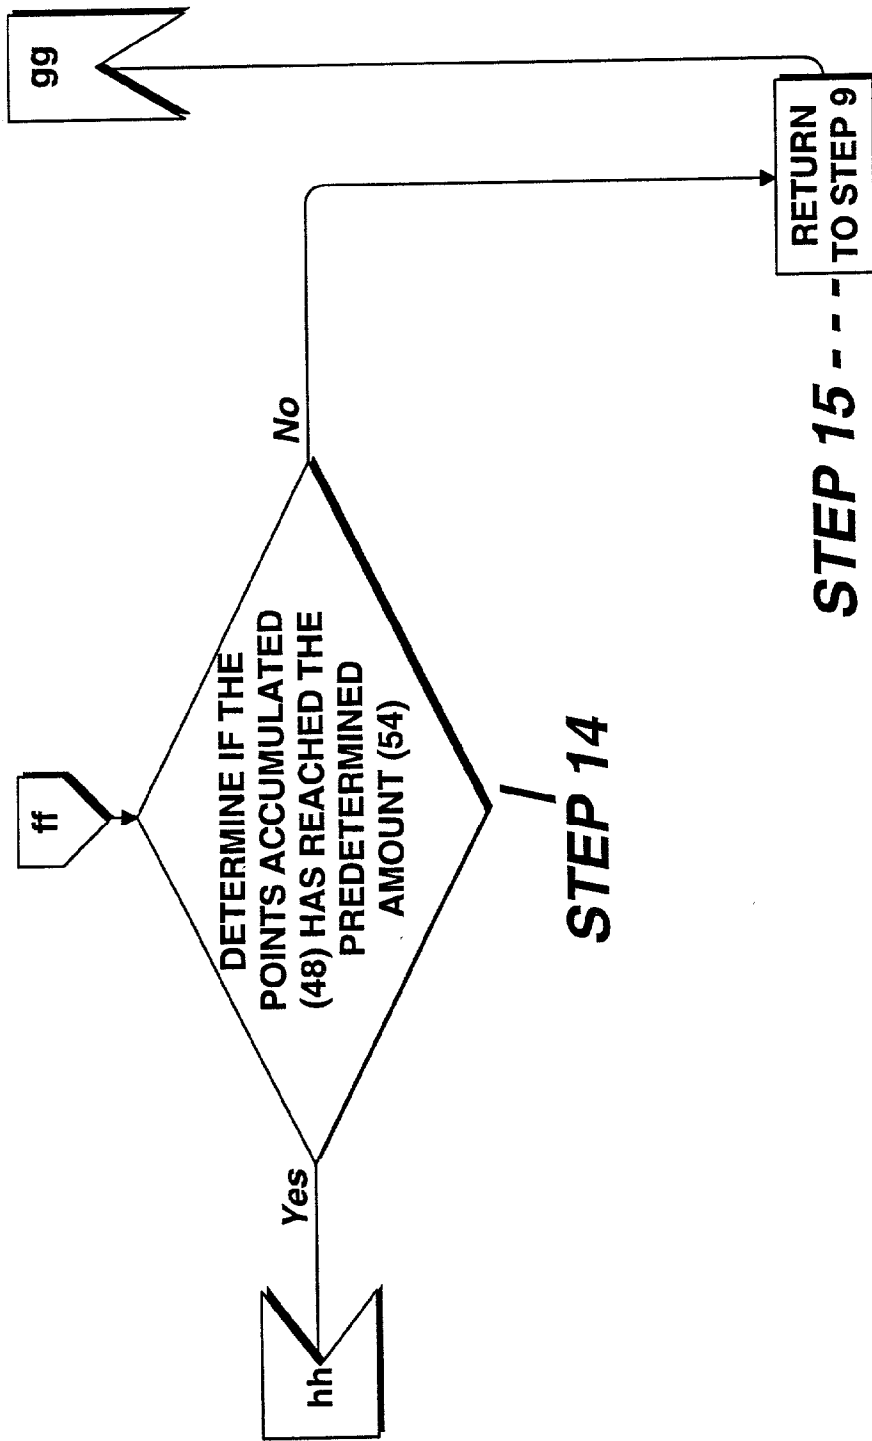 ff
gg
DETERMINE IF THE
POINTS ACCUMULATED
(48) HAS REACHED THE
PREDETERMINED
AMOUNT (54)
Yes
No
hh
STEP 14
RETURN
TO STEP 9
STEP 15